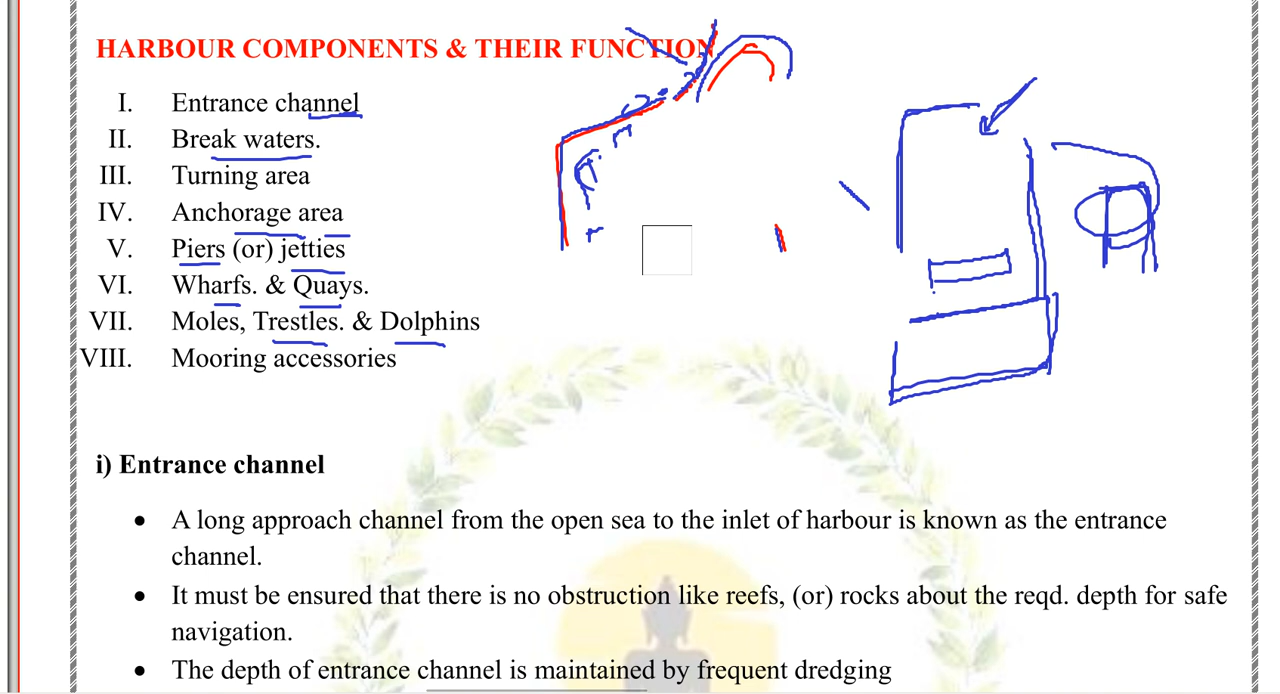 HARBOUR COMPONENTS & THEIR FUNCTION
I. Entrance channel
II. Break waters.
III. Turning area
IV. Anchorage area
V. Piers (or) jetties
VI. Wharfs. & Quays.
VII. Moles, Trestles. & Dolphins
VIII. Mooring accessories
i) Entrance channel
• A long approach channel from the open sea to the inlet of harbour is known as the entrance
channel.
• It must be ensured that there is no obstruction like reefs, (or) rocks about the reqd. depth for safe
navigation.
• The depth of entrance channel is maintained by frequent dredging